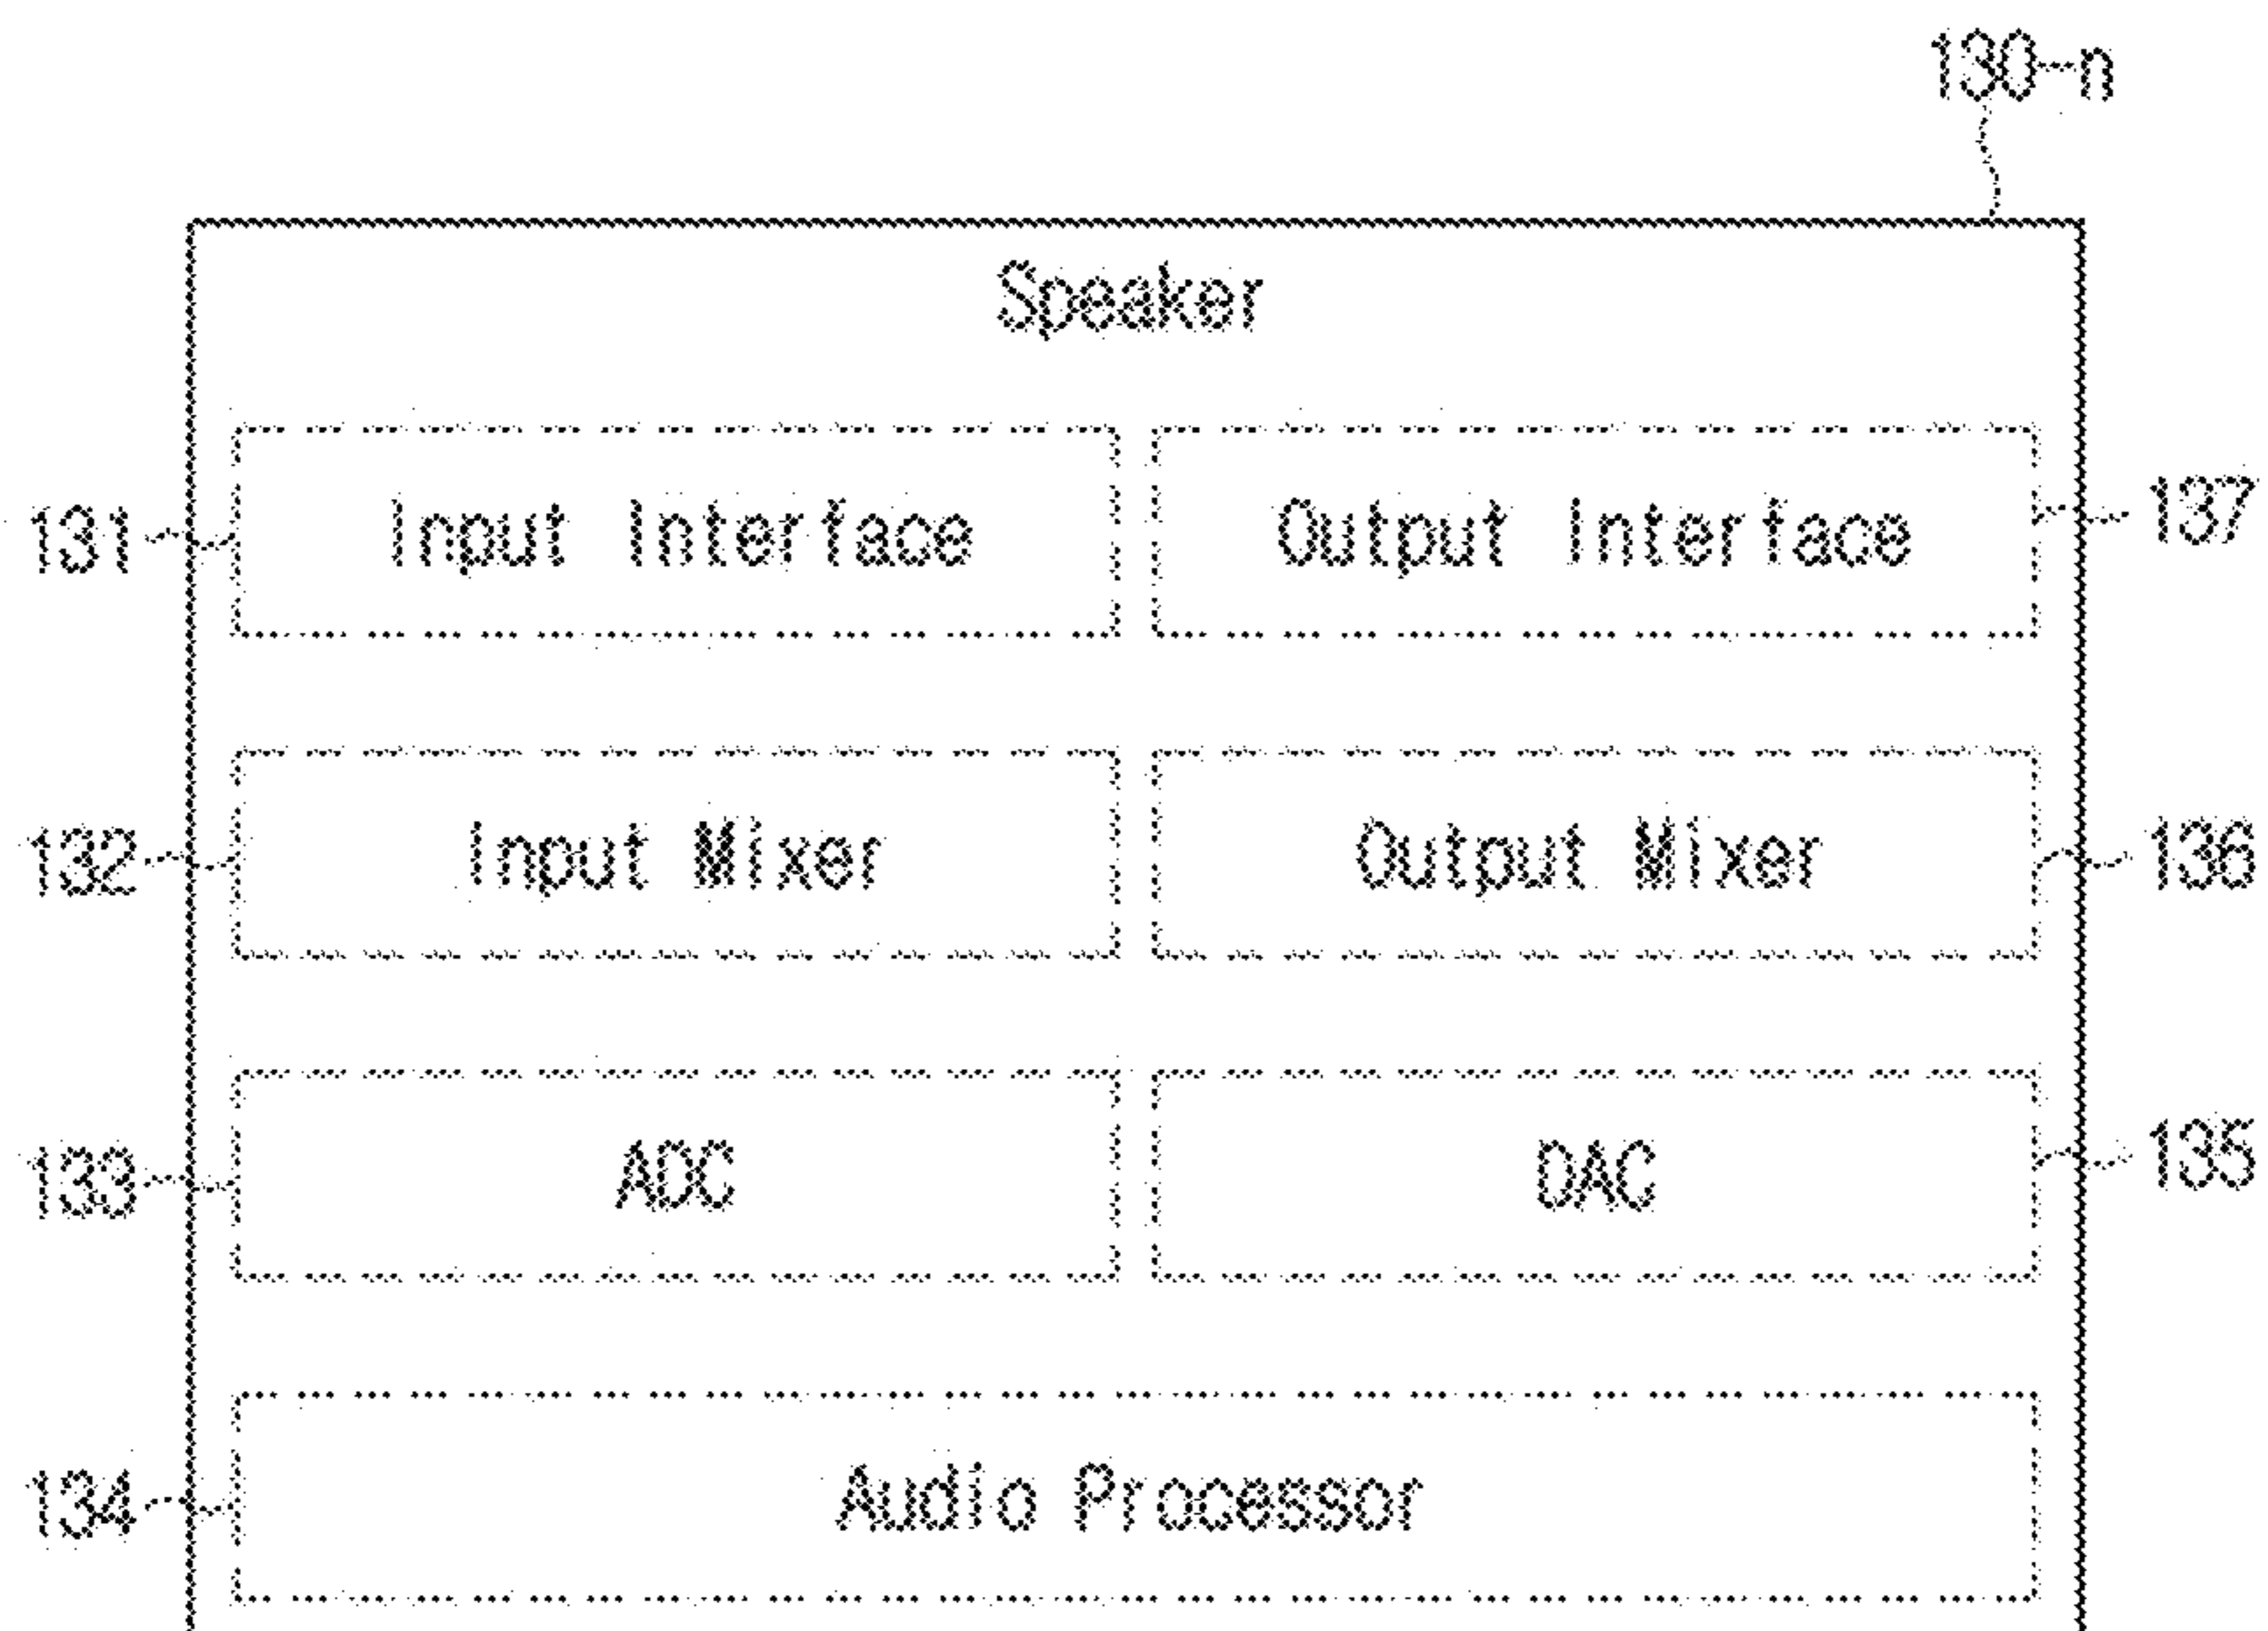 130-n
Speaker
131 Input Interface Output Interface 137
132 Input Mixer Output Mixer 136
133 ADC DAC 135
134 Audio Processor